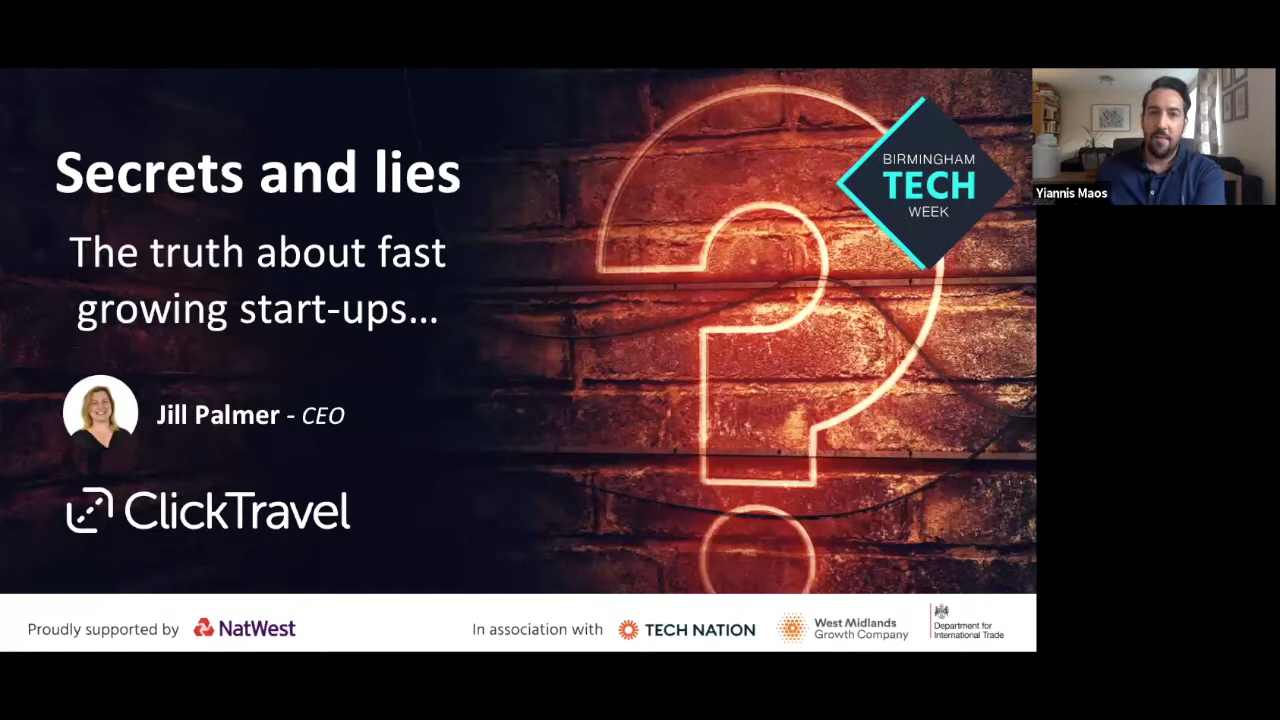 Secrets and lies
The truth about fast
growing start-ups...
Jill Palmer - CEO
ClickTravel
BIRMINGHAM
TECH
WEEK
Yiannis Maos
Proudly supported by NatWest
In association with TECH NATION
West Midlands
Growth Company
Department for
International Trade